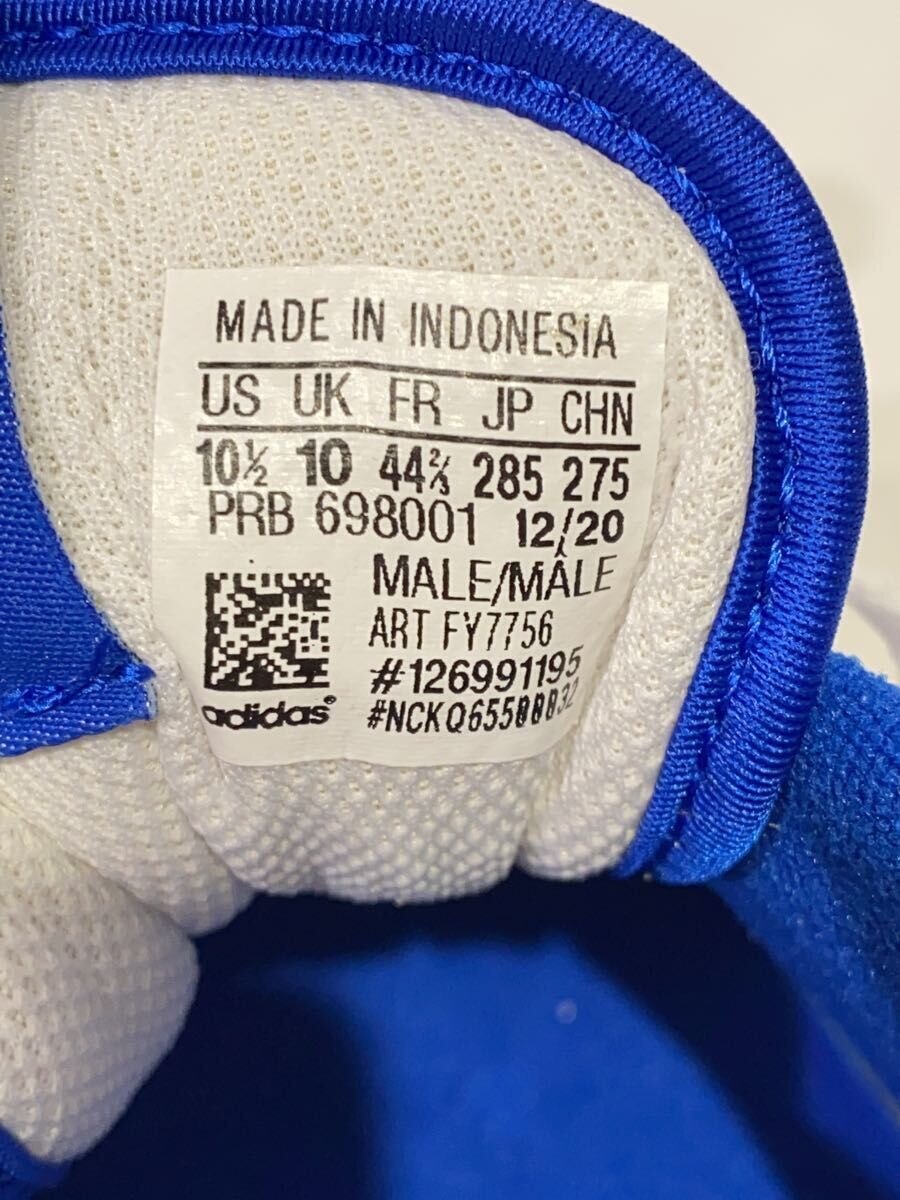 MADE IN INDONESIA
US UK FR JP CHN
10½ 10 44⅔ 285 275
PRB 698001 12/20
MALE/MÂLE
ART FY7756
#126991195
adidas®